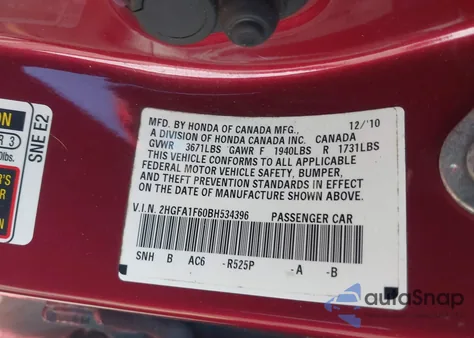 MFD. BY HONDA OF CANADA MFG., 12/'10
A DIVISION OF HONDA CANADA INC. CANADA
GVWR 3671LBS GAWR F 1940LBS R 1731LBS
THIS VEHICLE CONFORMS TO ALL APPLICABLE
FEDERAL MOTOR VEHICLE SAFETY, BUMPER,
AND THEFT PREVENTION STANDARDS IN EFFECT
ON THE DATE OF MANUFACTURE SHOWN ABOVE.
V.I.N. 2HGFA1F60BH534396 PASSENGER CAR
SNH B AC6 -R525P -A -B
ON
R 3
'S
SNE E2
autoSnap